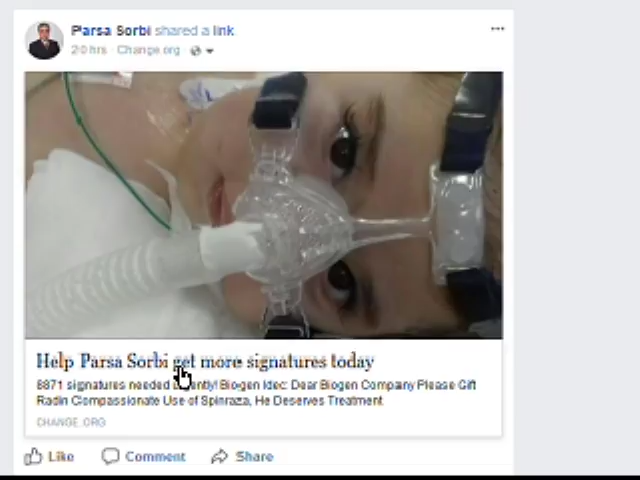 Parsa Sorbi shared a link
20 hrs · Change.org ·
Help Parsa Sorbi get more signatures today
8871 signatures needed Biogen Idec: Dear Biogen Company Please Gift
Radin Compassionate Use of Spinraza, He Deserves Treatment
CHANGE.ORG
Like Comment Share